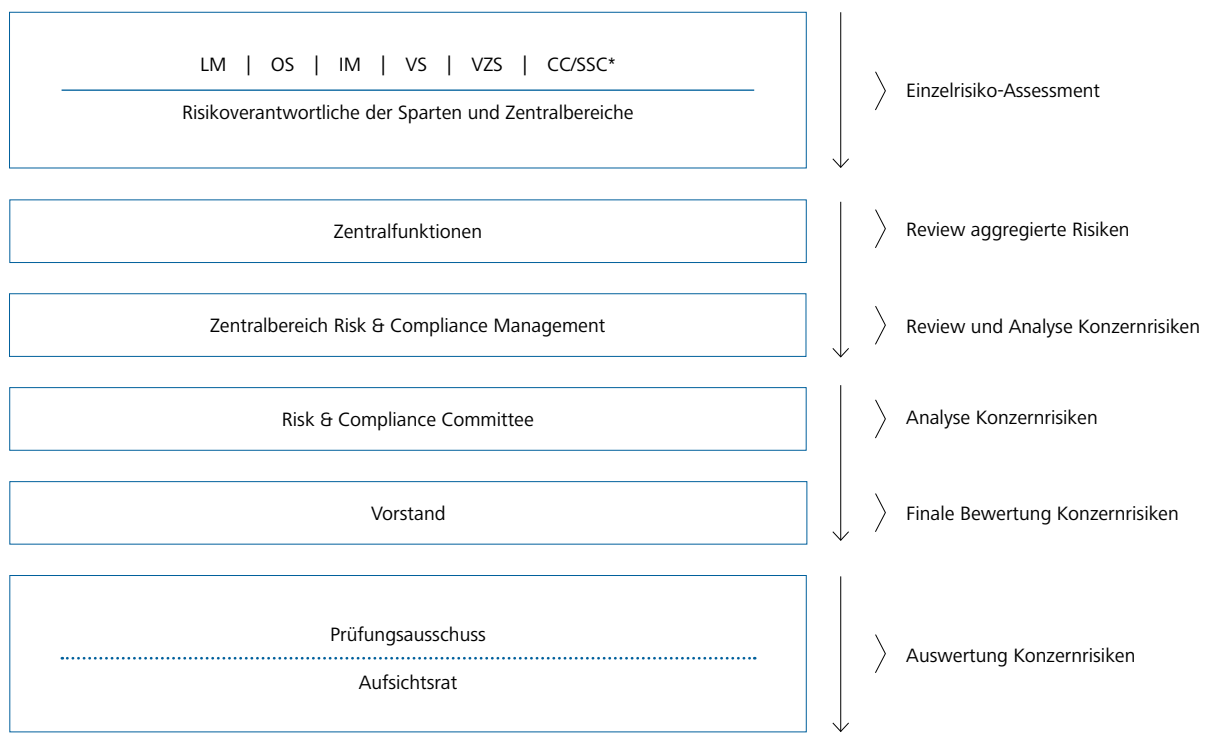 LM | OS | IM | VS | VZS | CC/SSC*
Risikoverantwortliche der Sparten und Zentralbereiche
Einzelrisiko-Assessment
Zentralfunktionen
Review aggregierte Risiken
Zentralbereich Risk & Compliance Management
Review und Analyse Konzernrisiken
Risk & Compliance Committee
Analyse Konzernrisiken
Vorstand
Finale Bewertung Konzernrisiken
Prüfungsausschuss
Aufsichtsrat
Auswertung Konzernrisiken